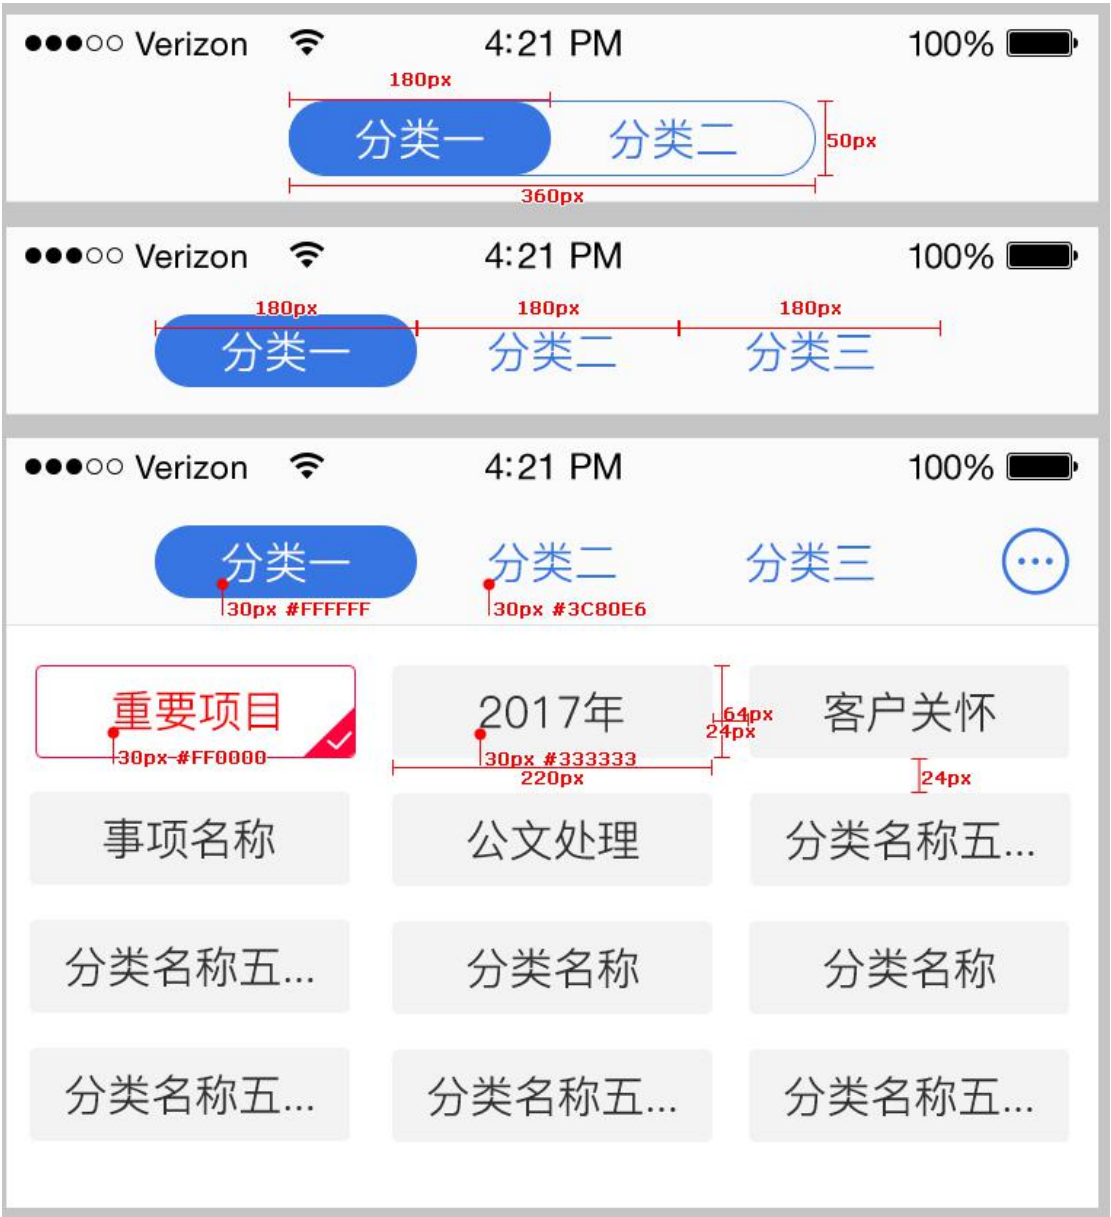 Verizon 4:21 PM 100%
180px
分类一 分类二
50px
360px
Verizon 4:21 PM 100%
180px 180px 180px
分类一 分类二 分类三
Verizon 4:21 PM 100%
分类一 分类二 分类三
30px #FFFFFF 30px #3C80E6
重要项目 2017年 客户关怀
64px
24px
30px #FF0000 30px #333333
220px 24px
事项名称 公文处理 分类名称五...
分类名称五... 分类名称 分类名称
分类名称五... 分类名称五... 分类名称五...